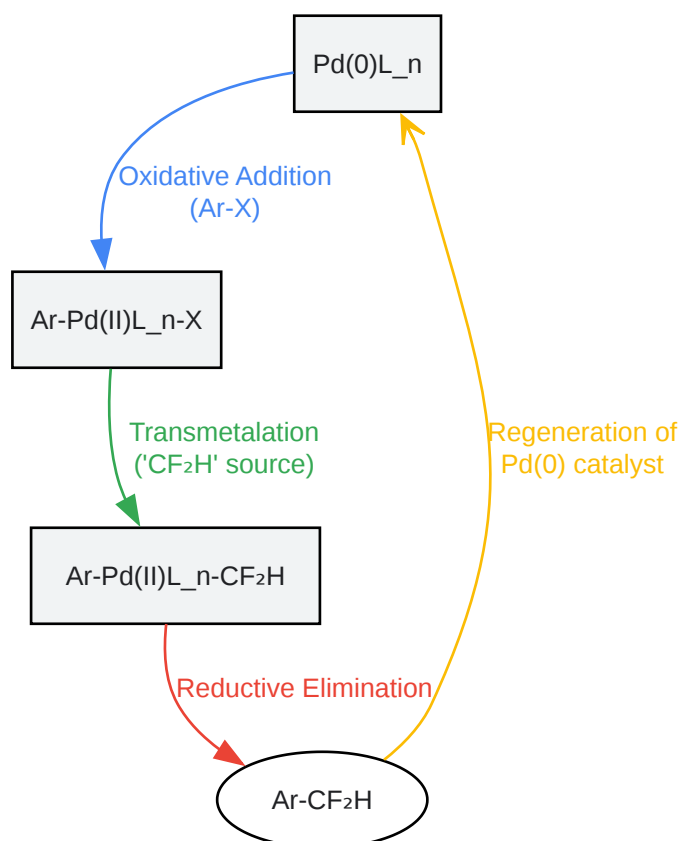 Pd(0)L_n
Oxidative Addition
(Ar-X)
Ar-Pd(II)L_n-X
Transmetalation
('CF₂H' source)
Regeneration of
Pd(0) catalyst
Ar-Pd(II)L_n-CF₂H
Reductive Elimination
Ar-CF₂H